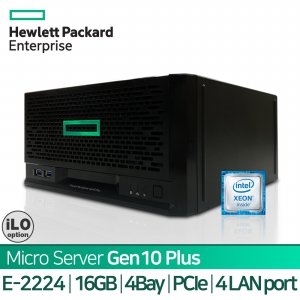 Hewlett Packard
Enterprise
iLO
option
intel
XEON
inside
Micro Server Gen10 Plus
E-2224 | 16GB | 4Bay | PCIe | 4 LAN port